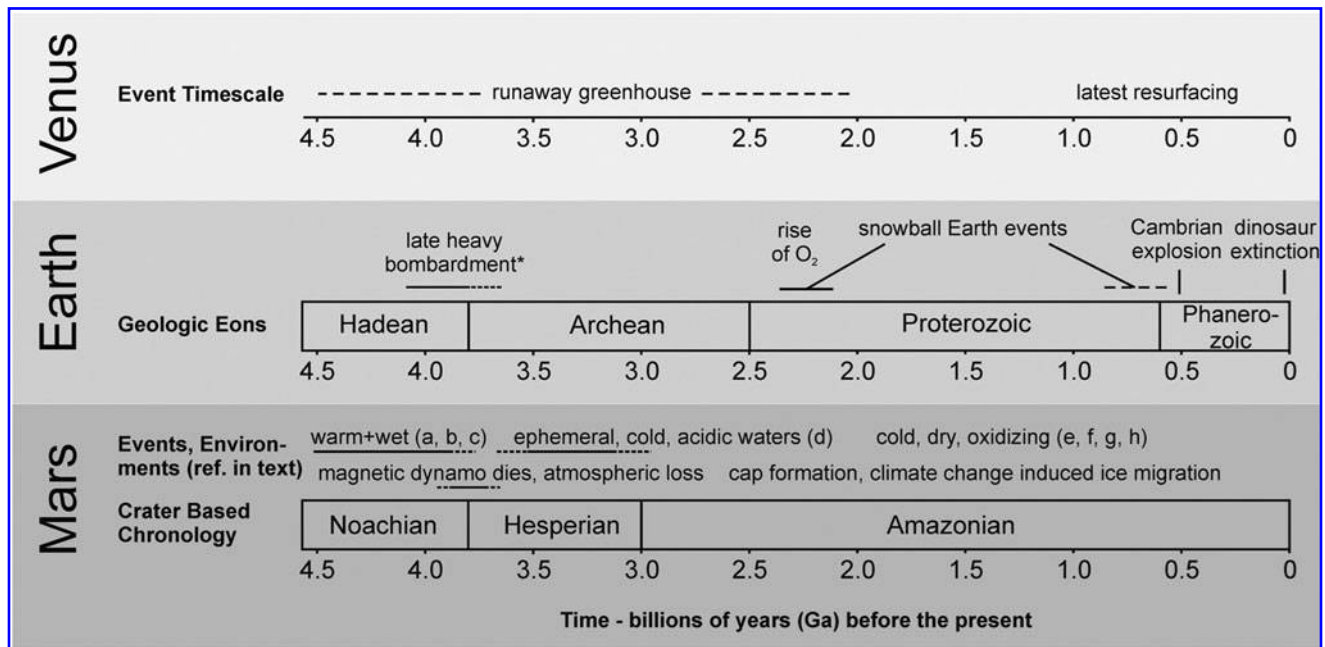 Venus
Event Timescale
runaway greenhouse
latest resurfacing
4.5 4.0 3.5 3.0 2.5 2.0 1.5 1.0 0.5 0
Earth
late heavy
bombardment*
rise
of O₂
snowball Earth events
Cambrian
explosion
dinosaur
extinction
Geologic Eons
Hadean
Archean
Proterozoic
Phanero-
zoic
4.5 4.0 3.5 3.0 2.5 2.0 1.5 1.0 0.5 0
Mars
Events, Environ-
ments (ref. in text)
warm+wet (a, b, c)
ephemeral, cold, acidic waters (d)
cold, dry, oxidizing (e, f, g, h)
magnetic dynamo dies, atmospheric loss
cap formation, climate change induced ice migration
Crater Based
Chronology
Noachian
Hesperian
Amazonian
4.5 4.0 3.5 3.0 2.5 2.0 1.5 1.0 0.5 0
Time - billions of years (Ga) before the present